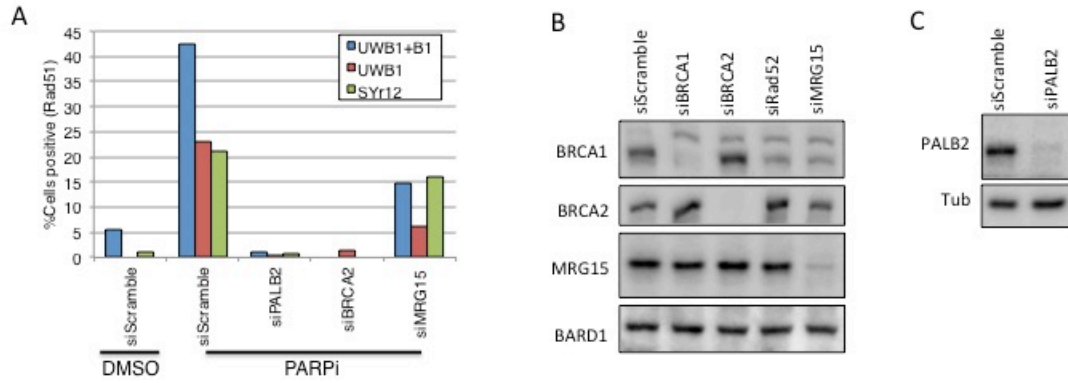 A
%Cells positive (Rad51)
45
40
35
30
25
20
15
10
5
0
UWB1+B1
UWB1
SYr12
siScramble
siScramble
siPALB2
siBRCA2
siMRG15
DMSO
PARPi
B
siScramble
siBRCA1
siBRCA2
siRad52
siMRG15
BRCA1
BRCA2
MRG15
BARD1
C
siScramble
siPALB2
PALB2
Tub